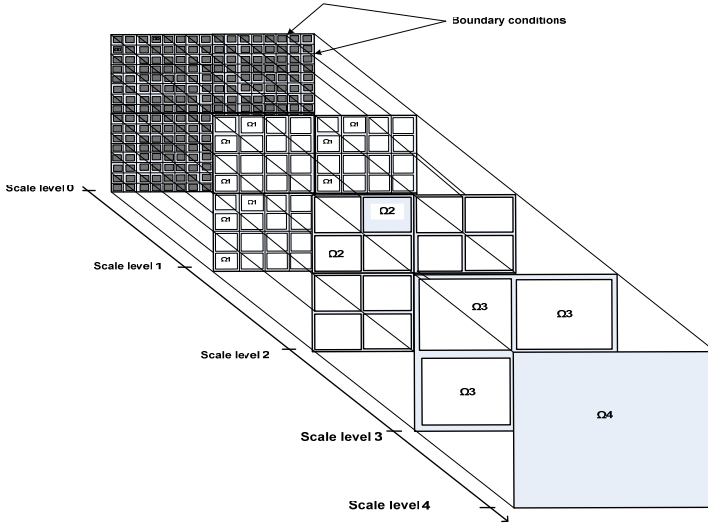 Boundary conditions
Ω1 Ω1
Ω1 Ω1
Ω1 Ω1
Scale level 0
Ω1 Ω2
Ω1
Ω1 Ω2
Scale level 1
Ω3 Ω3
Scale level 2
Ω3
Ω4
Scale level 3
Scale level 4